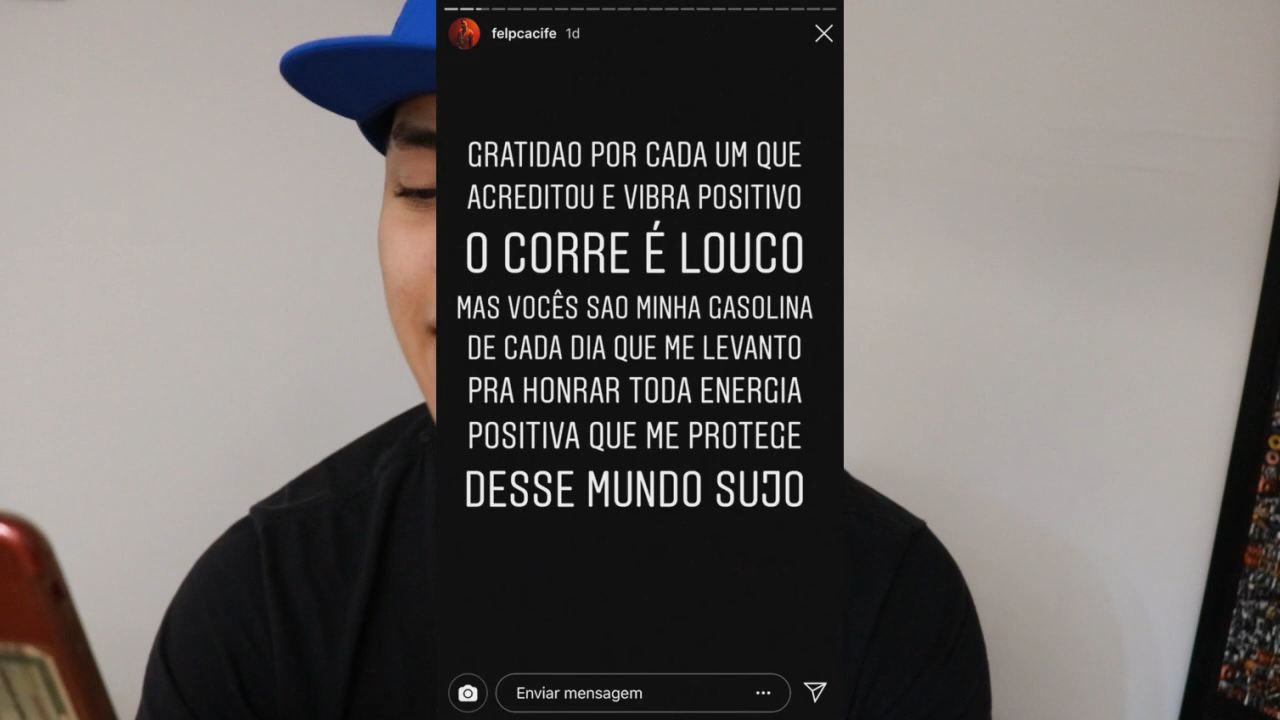 felpcacife 1d
GRATIDAO POR CADA UM QUE
ACREDITOU E VIBRA POSITIVO
O CORRE É LOUCO
MAS VOCÊS SAO MINHA GASOLINA
DE CADA DIA QUE ME LEVANTO
PRA HONRAR TODA ENERGIA
POSITIVA QUE ME PROTEGE
DESSE MUNDO SUJO
Enviar mensagem